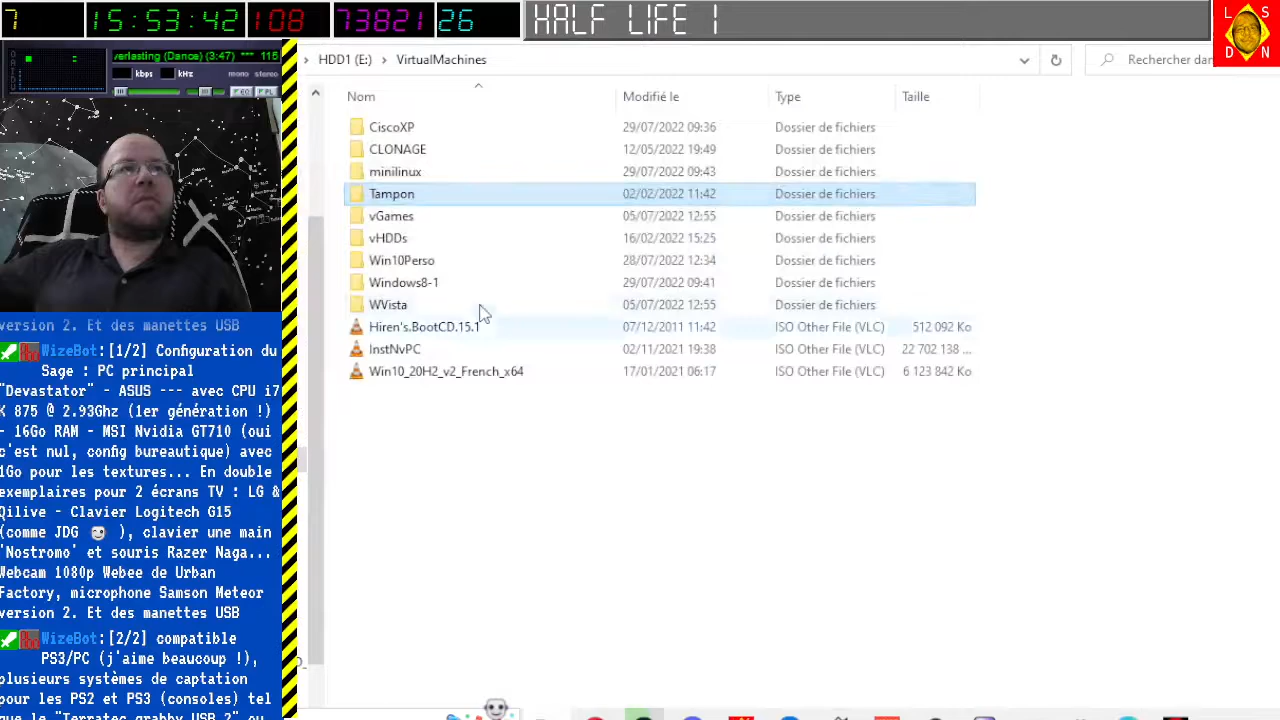 7 15:53:42 108 73821 26 HALF LIFE 1
L S
D N
verlasting (Dance) (3:47) *** 115
kbps kHz mono stereo
EQ PL
HDD1 (E:) > VirtualMachines
Rechercher dan
Nom Modifié le Type Taille
CiscoXP 29/07/2022 09:36 Dossier de fichiers
CLONAGE 12/05/2022 19:49 Dossier de fichiers
minilinux 29/07/2022 09:43 Dossier de fichiers
Tampon 02/02/2022 11:42 Dossier de fichiers
vGames 05/07/2022 12:55 Dossier de fichiers
vHDDs 16/02/2022 15:25 Dossier de fichiers
Win10Perso 28/07/2022 12:34 Dossier de fichiers
Windows8-1 29/07/2022 09:41 Dossier de fichiers
WVista 05/07/2022 12:55 Dossier de fichiers
Hiren's.BootCD.15.1 07/12/2011 11:42 ISO Other File (VLC) 512 092 Ko
InstNvPC 02/11/2021 19:38 ISO Other File (VLC) 22 702 138 ...
Win10_20H2_v2_French_x64 17/01/2021 06:17 ISO Other File (VLC) 6 123 842 Ko
version 2. Et des manettes USB
WizeBot:[1/2] Configuration du
Sage : PC principal
"Devastator" - ASUS --- avec CPU i7
K 875 @ 2.93Ghz (1er génération !)
- 16Go RAM - MSI Nvidia GT710 (oui
c'est nul, config bureautique) avec
1Go pour les textures... En double
exemplaires pour 2 écrans TV : LG &
Qilive - Clavier Logitech G15
(comme JDG ), clavier une main
'Nostromo' et souris Razer Naga...
Webcam 1080p Webee de Urban
Factory, microphone Samson Meteor
version 2. Et des manettes USB
WizeBot:[2/2] compatible
PS3/PC (j'aime beaucoup !),
plusieurs systèmes de captation
pour les PS2 et PS3 (consoles) tel
que le "Terratec grabby USB 2" ou